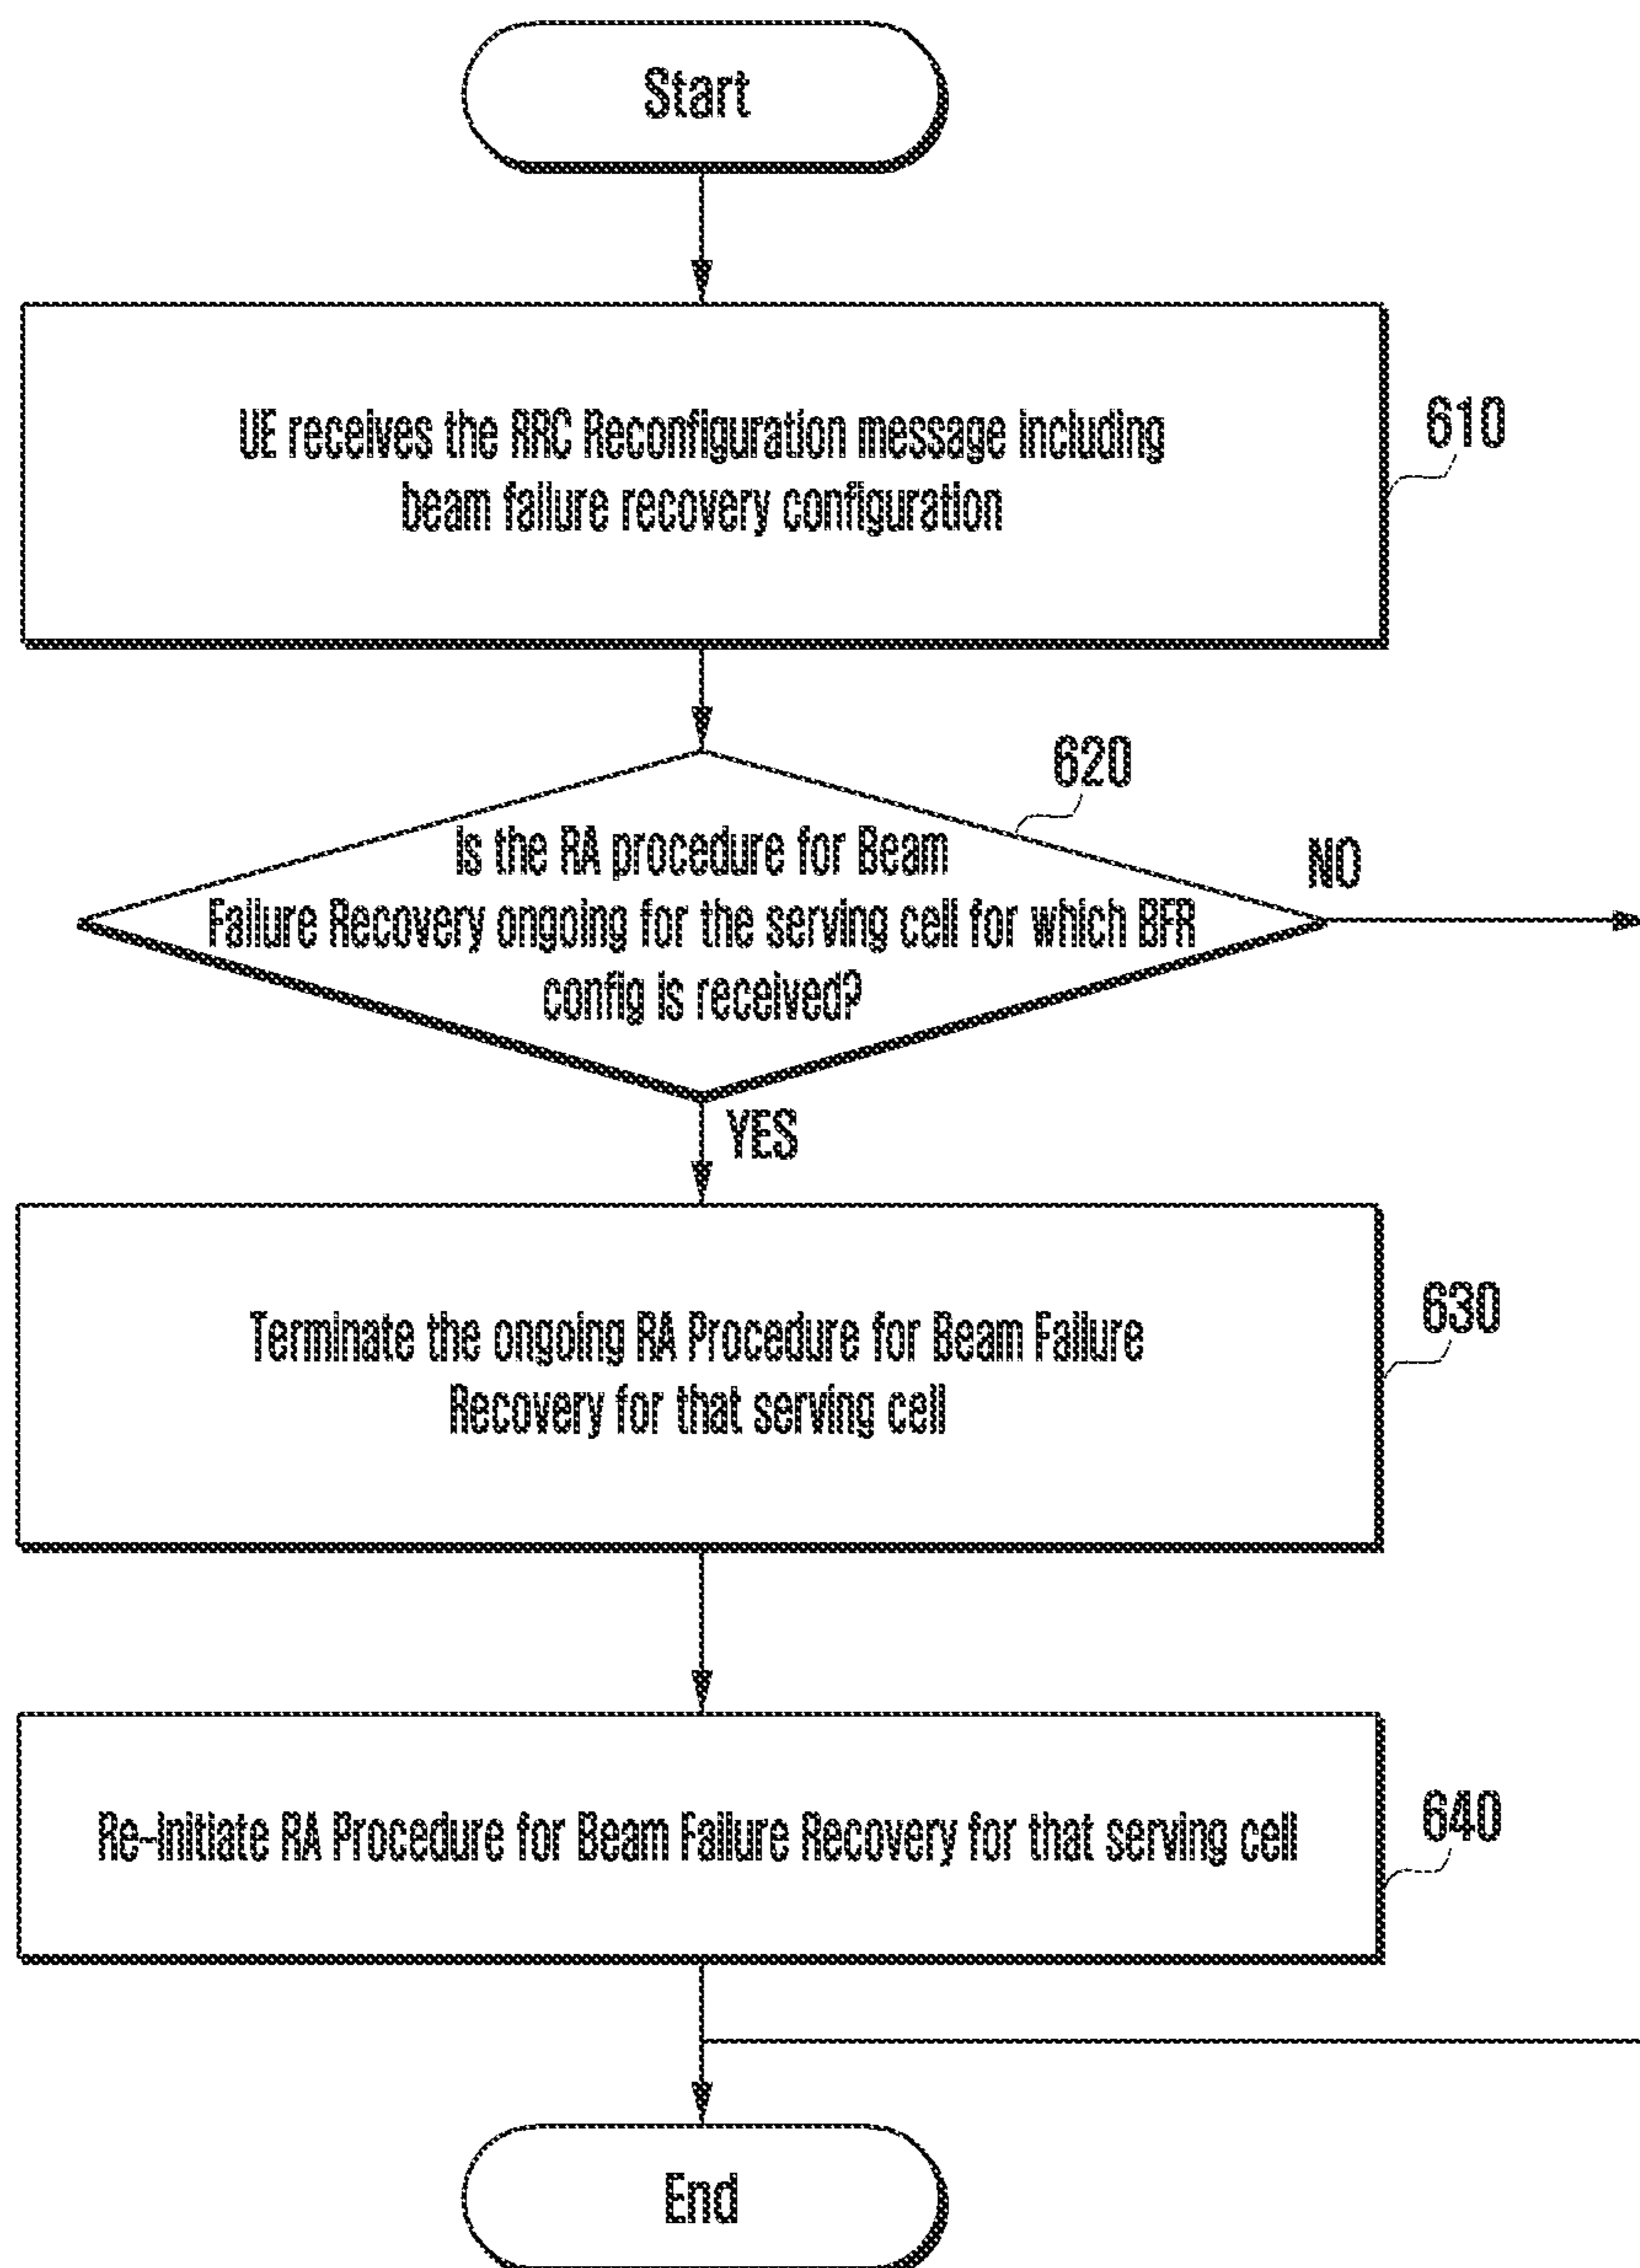 Start
UE receives the RRC Reconfiguration message including
beam failure recovery configuration
610
620
Is the RA procedure for Beam
Failure Recovery ongoing for the serving cell for which BFR
config is received?
NO
YES
Terminate the ongoing RA Procedure for Beam Failure
Recovery for that serving cell
630
Re-Initiate RA Procedure for Beam Failure Recovery for that serving cell
640
End